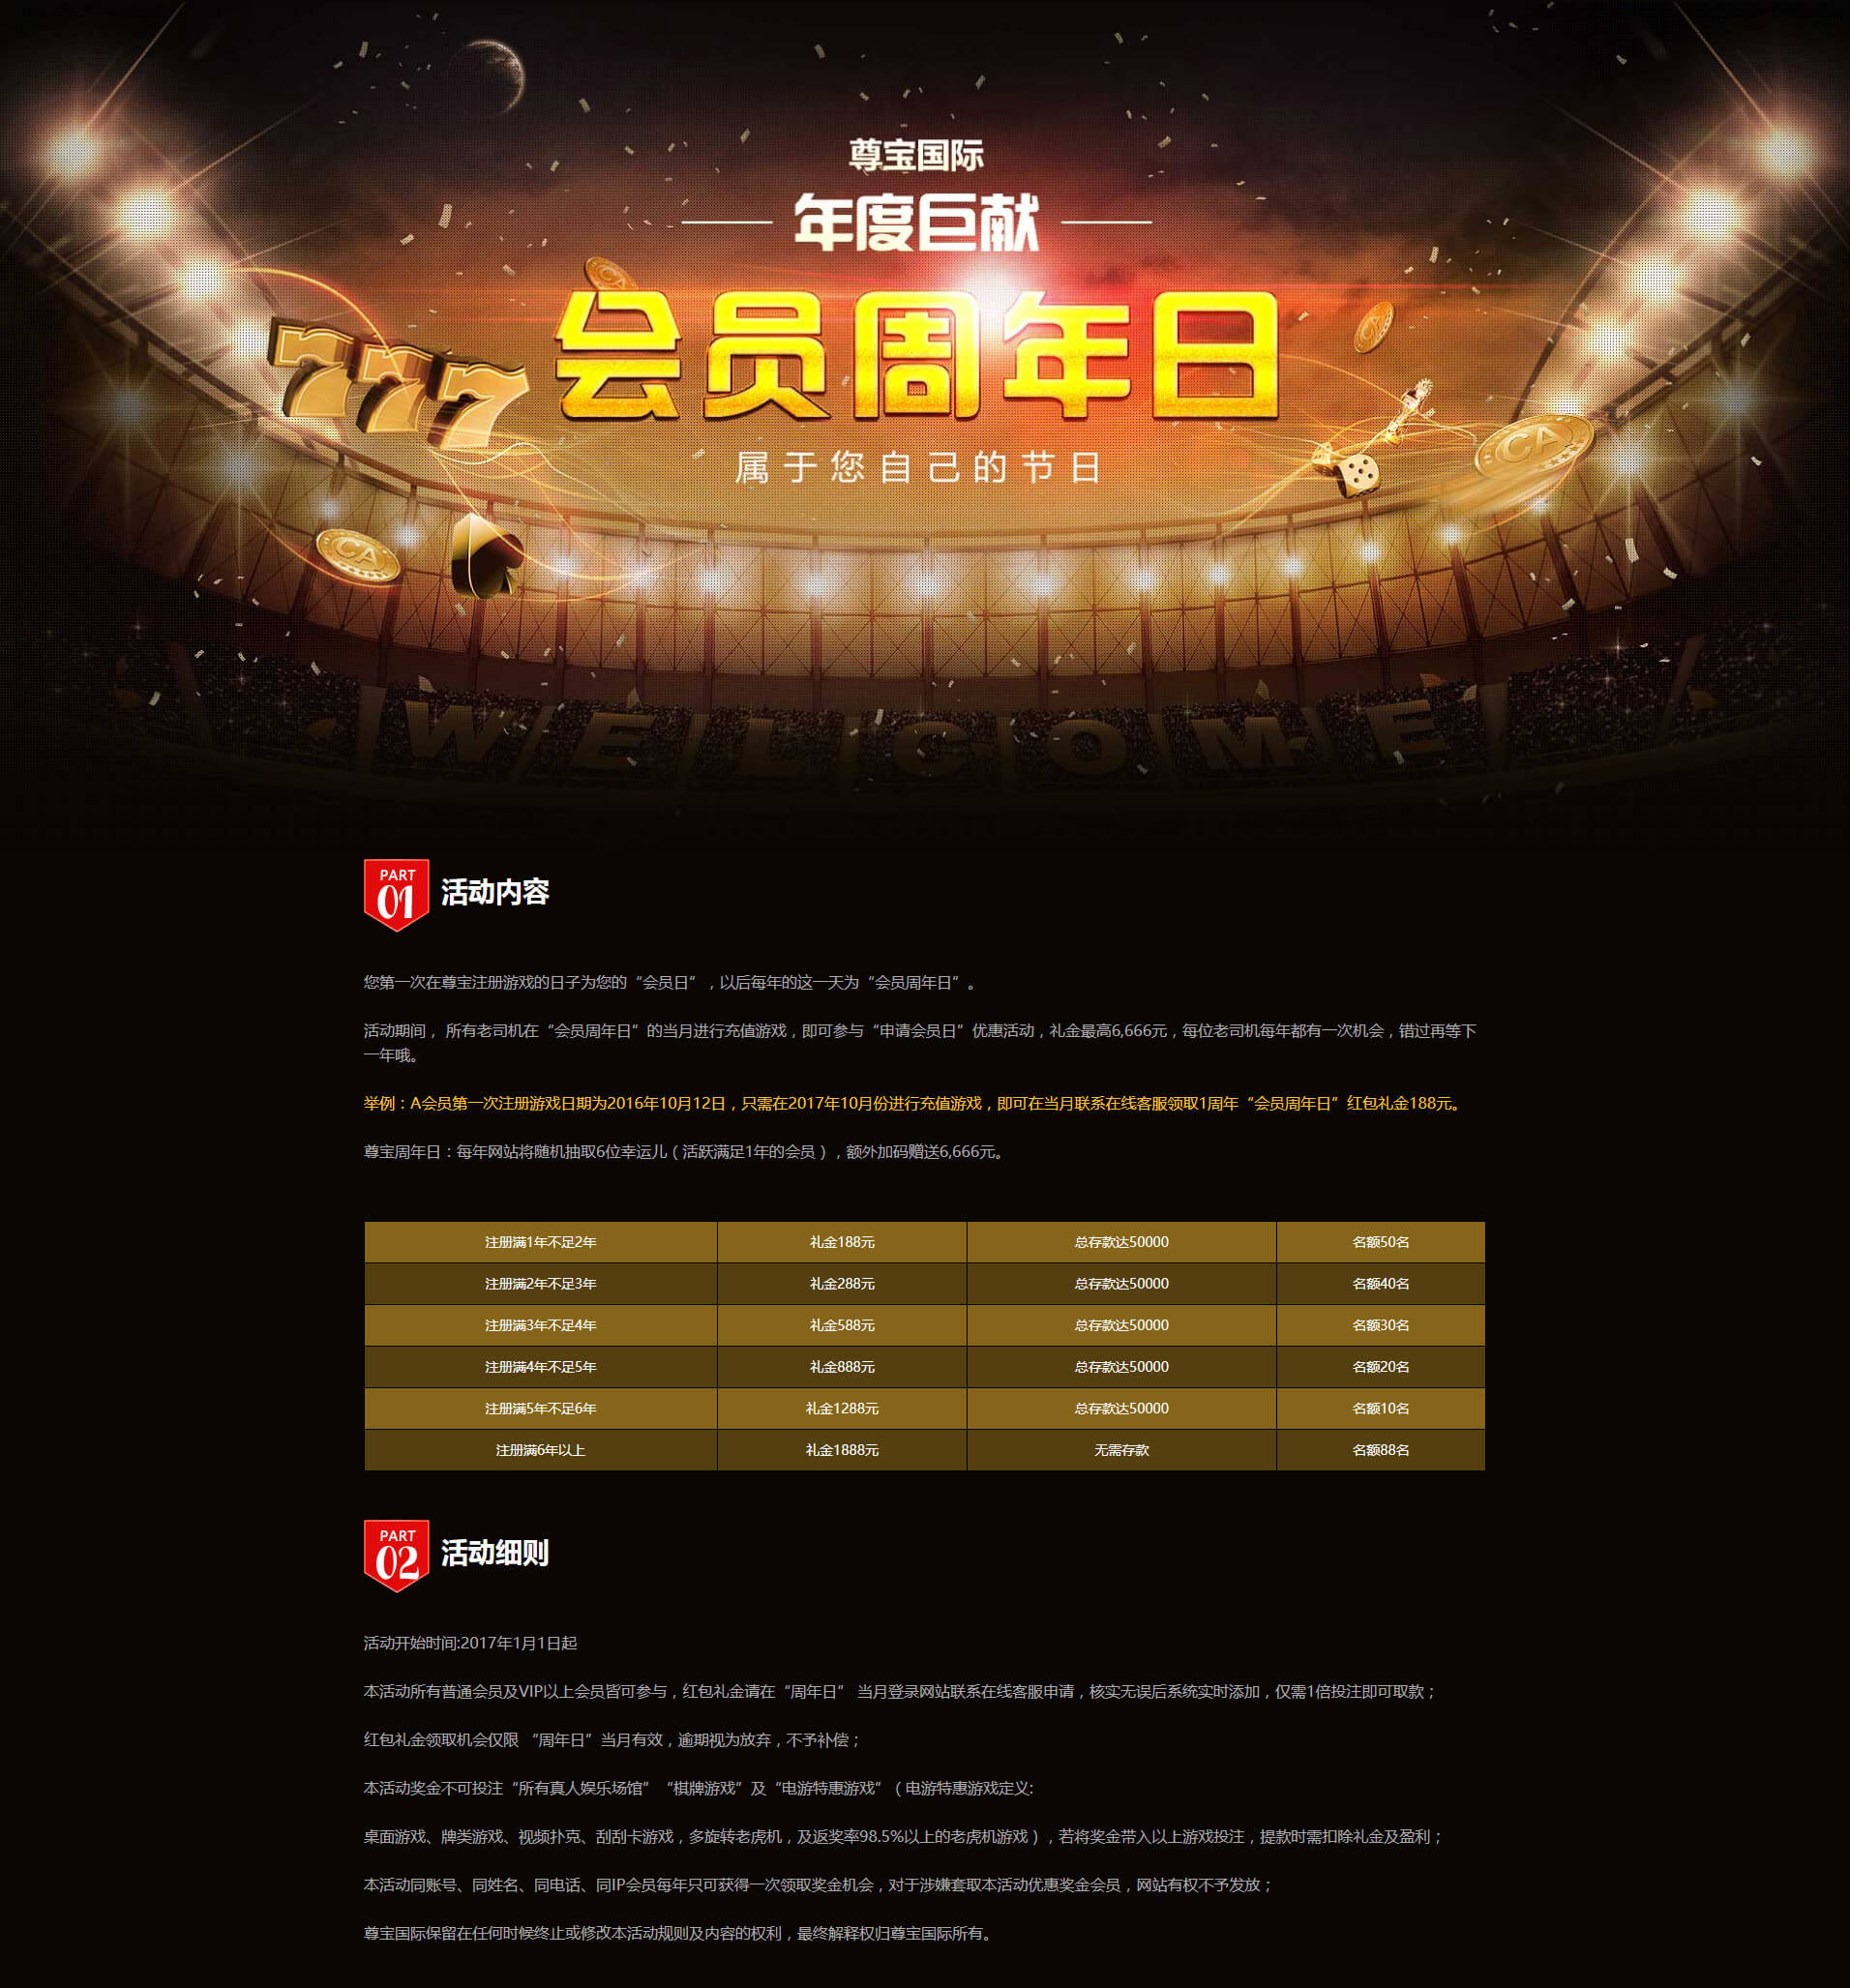 尊宝国际
年度巨献
会员周年日
777
属于您自己的节日
CA
CA
WELCOME
PART
01
活动内容
您第一次在尊宝注册游戏的日子为您的“会员日”，以后每年的这一天为“会员周年日”。
活动期间， 所有老司机在“会员周年日”的当月进行充值游戏，即可参与“申请会员日”优惠活动，礼金最高6,666元，每位老司机每年都有一次机会，错过再等下
一年哦。
举例：A会员第一次注册游戏日期为2016年10月12日，只需在2017年10月份进行充值游戏，即可在当月联系在线客服领取1周年“会员周年日”红包礼金188元。
尊宝周年日：每年网站将随机抽取6位幸运儿（活跃满足1年的会员），额外加码赠送6,666元。
注册满1年不足2年 礼金188元 总存款达50000 名额50名
注册满2年不足3年 礼金288元 总存款达50000 名额40名
注册满3年不足4年 礼金588元 总存款达50000 名额30名
注册满4年不足5年 礼金888元 总存款达50000 名额20名
注册满5年不足6年 礼金1288元 总存款达50000 名额10名
注册满6年以上 礼金1888元 无需存款 名额88名
PART
02
活动细则
活动开始时间:2017年1月1日起
本活动所有普通会员及VIP以上会员皆可参与，红包礼金请在“周年日” 当月登录网站联系在线客服申请，核实无误后系统实时添加，仅需1倍投注即可取款；
红包礼金领取机会仅限 “周年日”当月有效，逾期视为放弃，不予补偿；
本活动奖金不可投注“所有真人娱乐场馆”“棋牌游戏”及“电游特惠游戏”（电游特惠游戏定义:
桌面游戏、牌类游戏、视频扑克、刮刮卡游戏，多旋转老虎机，及返奖率98.5%以上的老虎机游戏），若将奖金带入以上游戏投注，提款时需扣除礼金及盈利；
本活动同账号、同姓名、同电话、同IP会员每年只可获得一次领取奖金机会，对于涉嫌套取本活动优惠奖金会员，网站有权不予发放；
尊宝国际保留在任何时候终止或修改本活动规则及内容的权利，最终解释权归尊宝国际所有。